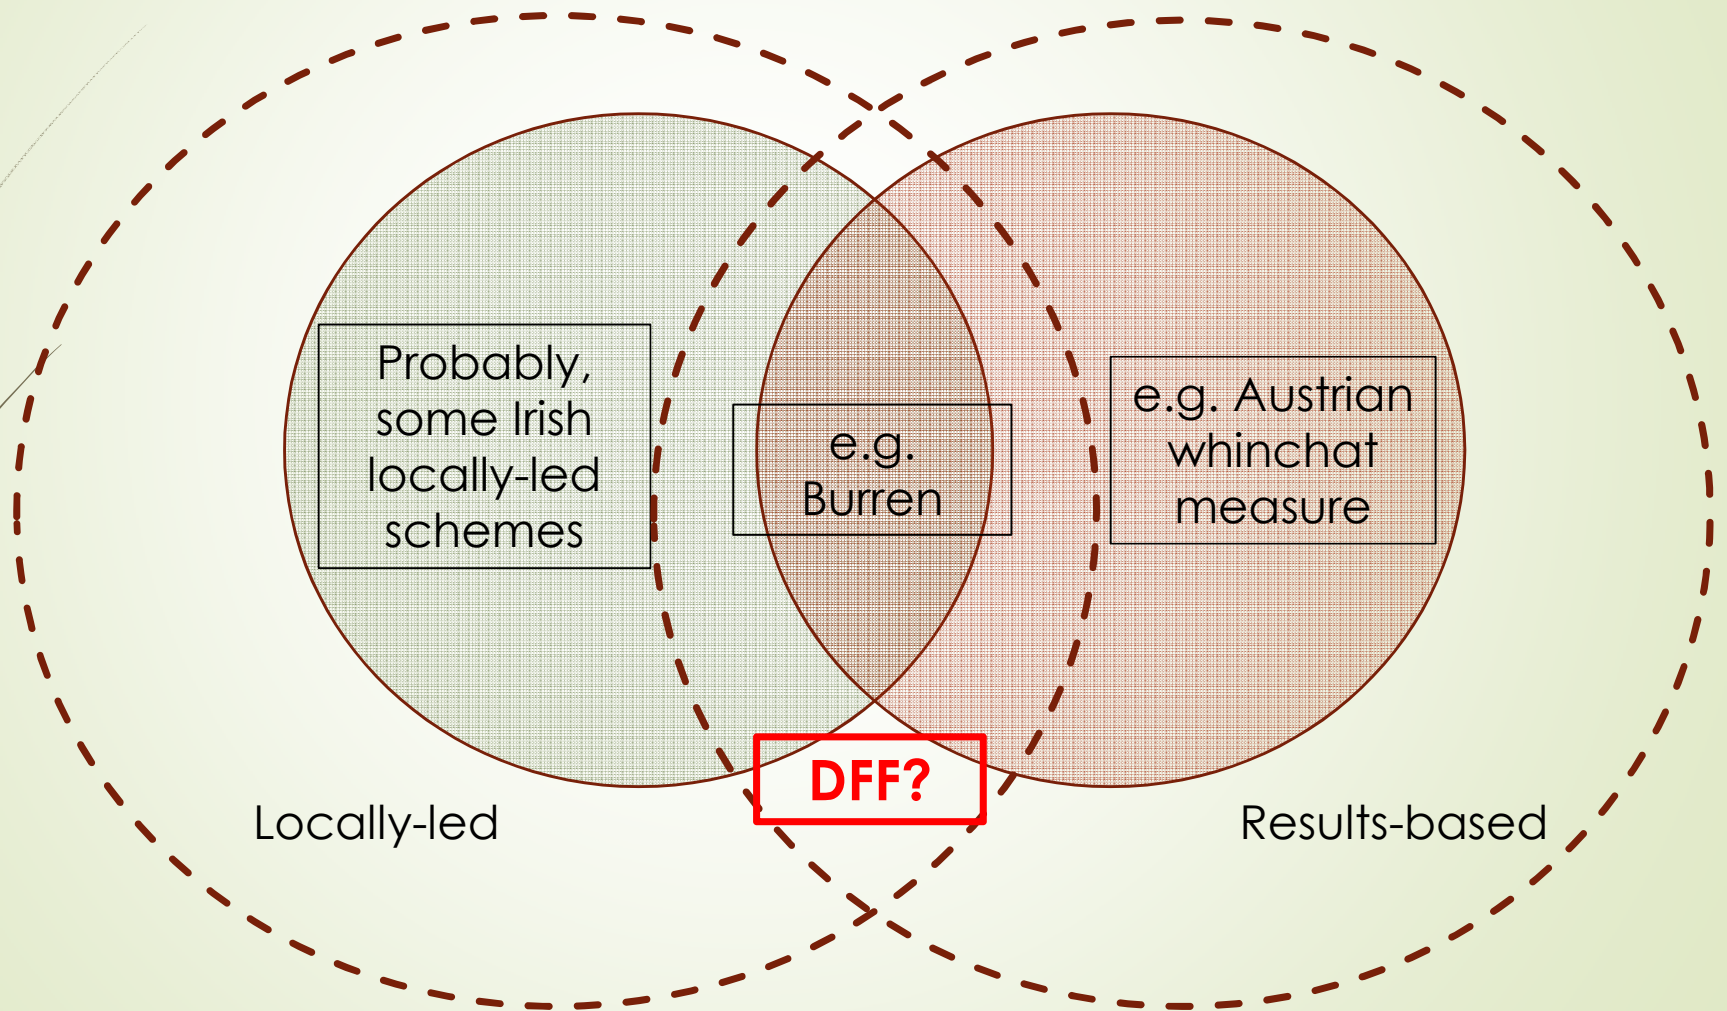 Probably,
some Irish
locally-led
schemes
e.g.
Burren
e.g. Austrian
whinchat
measure
DFF?
Locally-led
Results-based